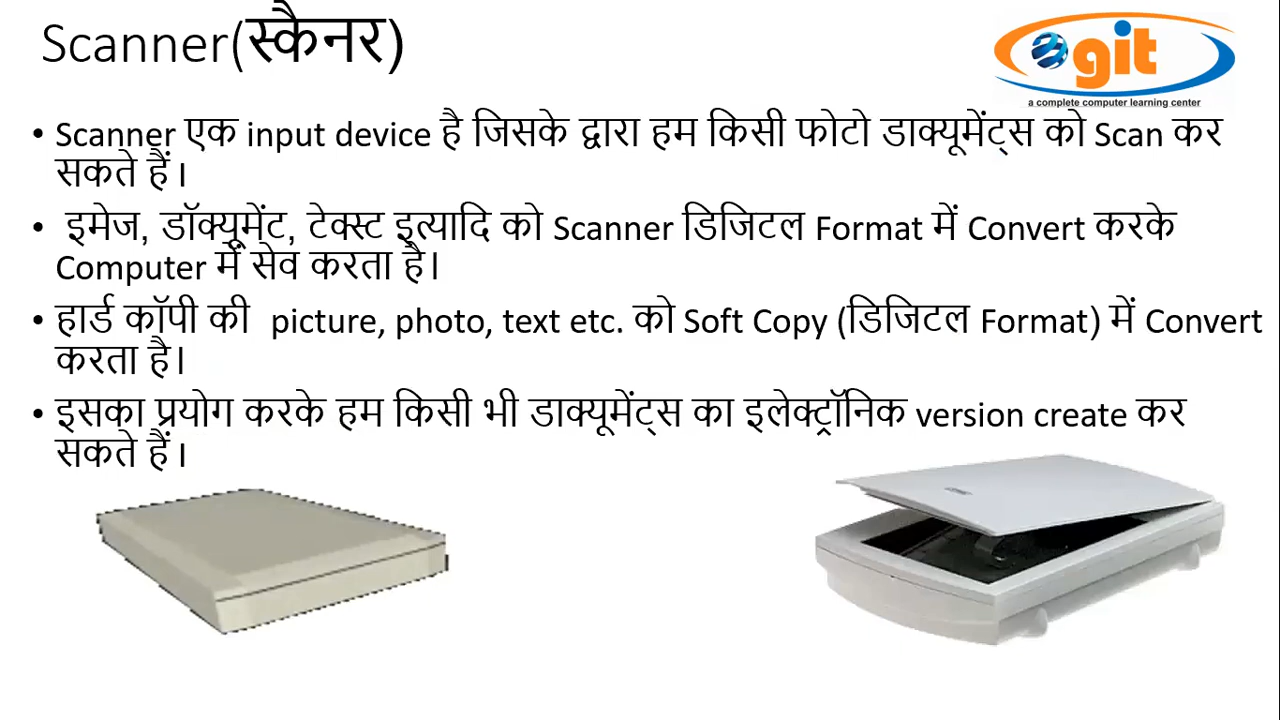 Scanner(स्कैनर)
git
a complete computer learning center
• Scanner एक input device है जिसके द्वारा हम किसी फोटो डाक्यूमेंट्स को Scan कर
सकते हैं।
• इमेज, डॉक्यूमेंट, टेक्स्ट इत्यादि को Scanner डिजिटल Format में Convert करके
Computer में सेव करता है।
• हार्ड कॉपी की picture, photo, text etc. को Soft Copy (डिजिटल Format) में Convert
करता है।
• इसका प्रयोग करके हम किसी भी डाक्यूमेंट्स का इलेक्ट्रॉनिक version create कर
सकते हैं।